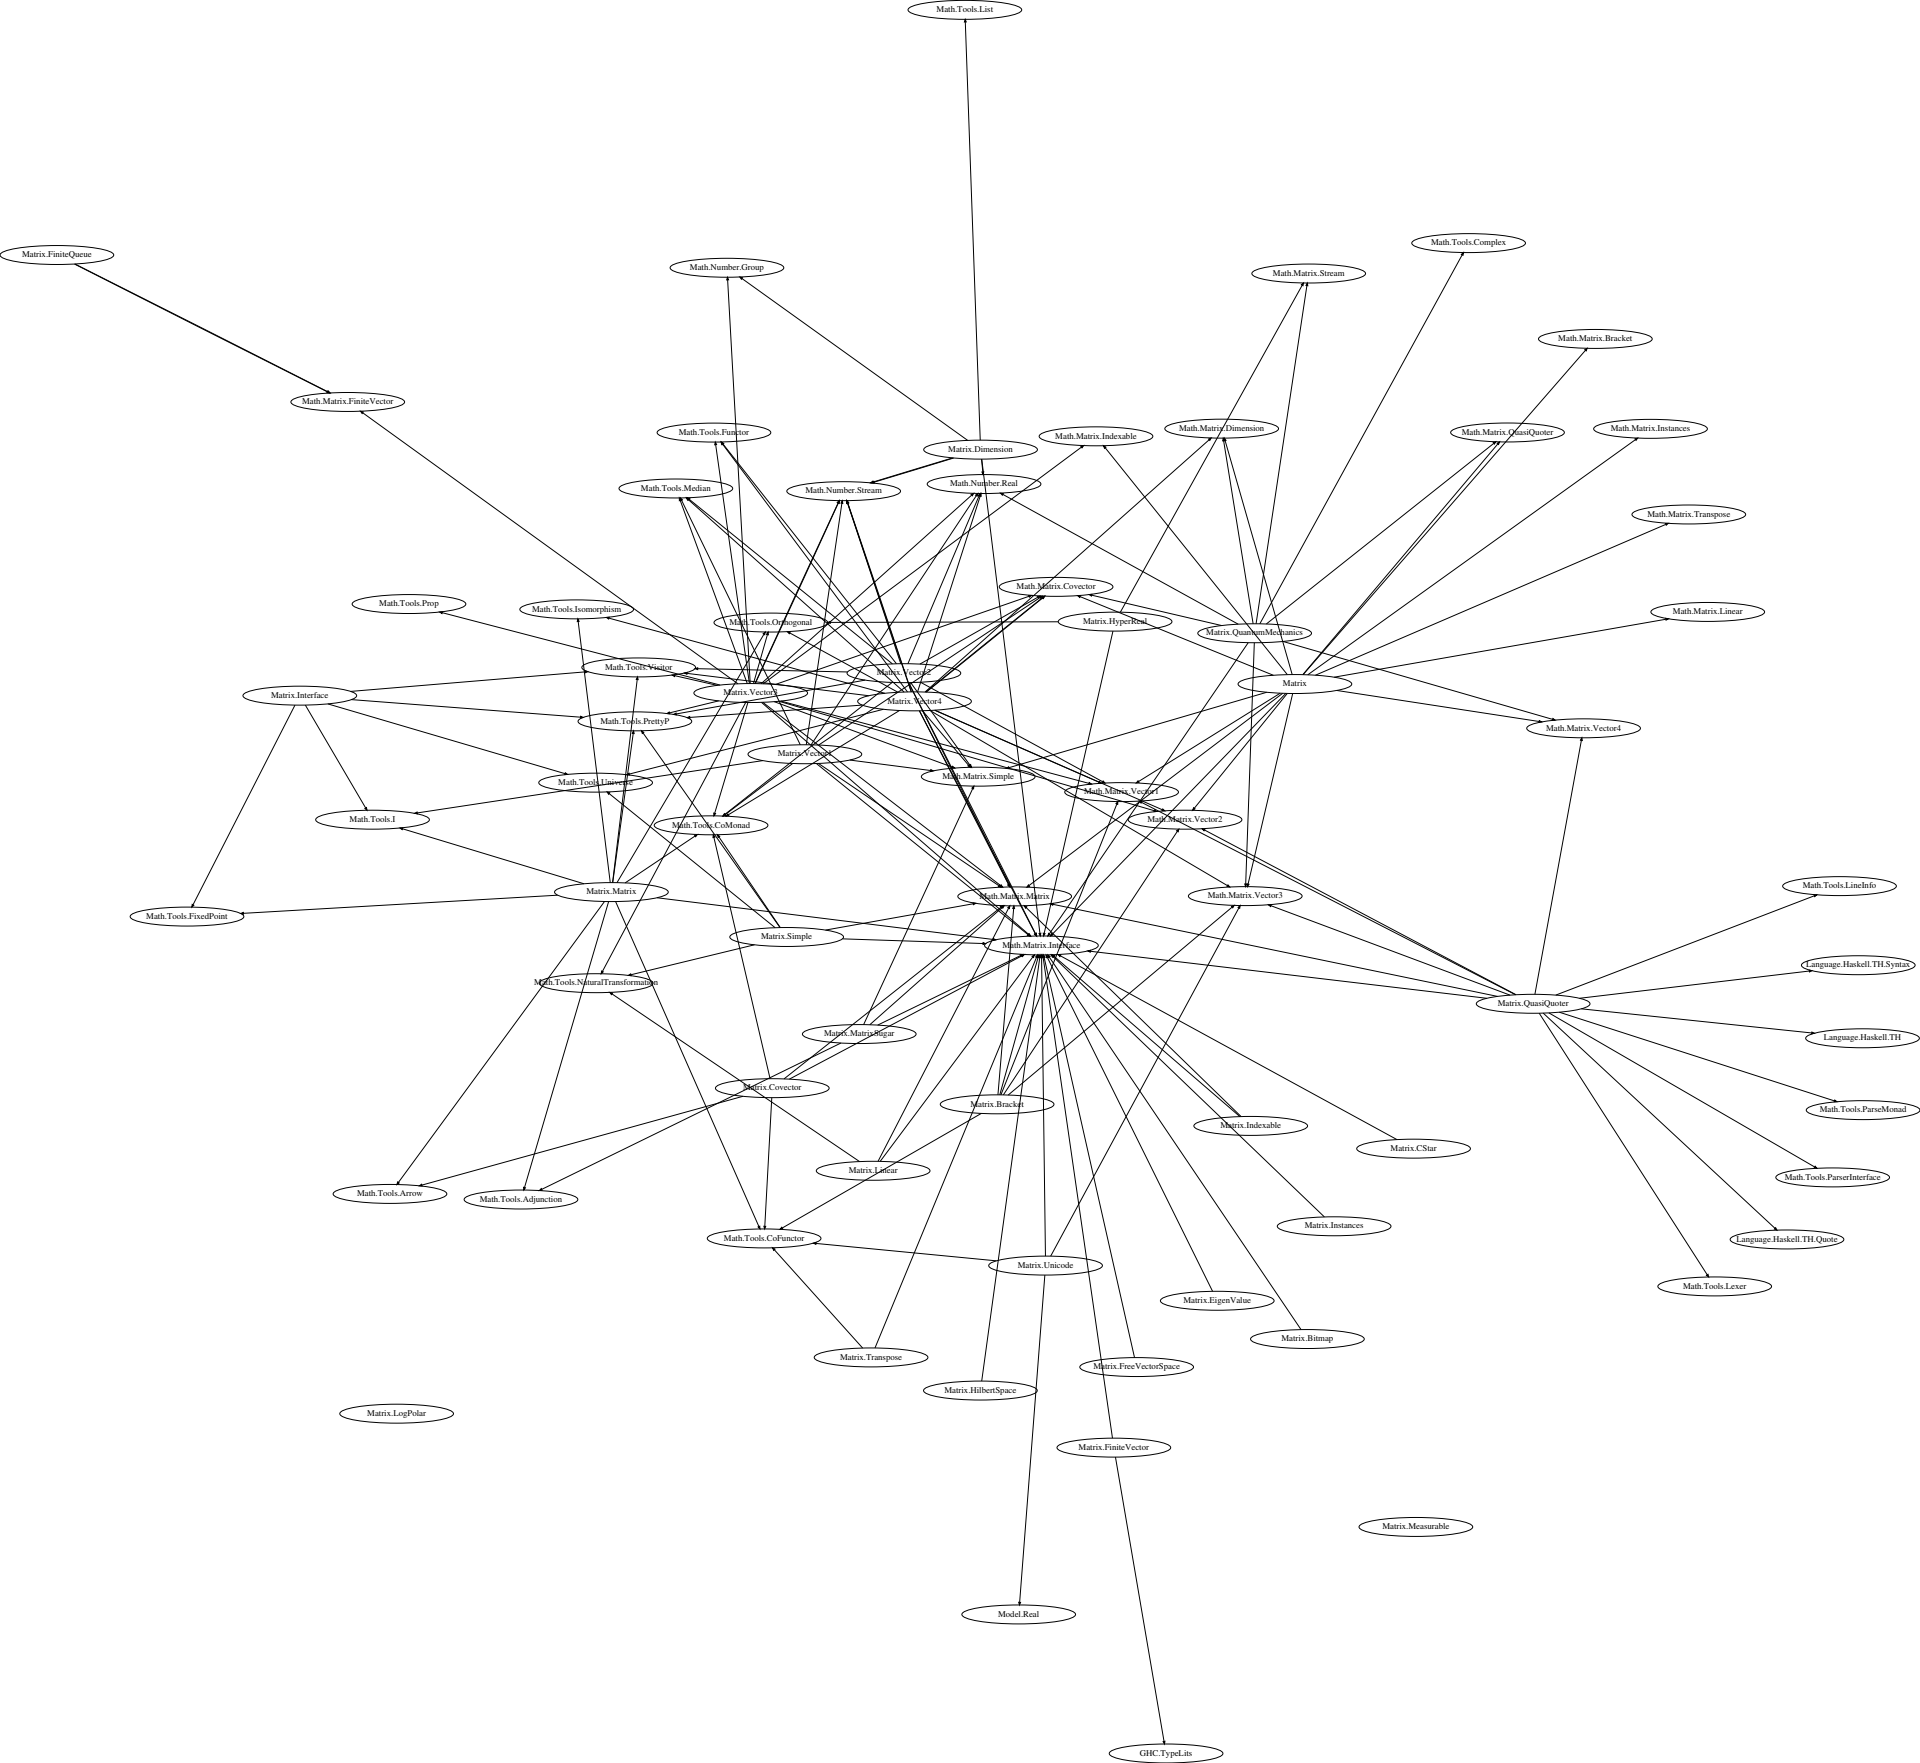 Math.Tools.List
Math.Tools.Complex
Matrix.FiniteQueue
Math.Number.Group
Math.Matrix.Stream
Math.Matrix.Bracket
Math.Matrix.FiniteVector
Math.Tools.Functor
Matrix.Dimension
Math.Matrix.Indexable
Math.Matrix.Dimension
Math.Matrix.QuasiQuoter
Math.Matrix.Instances
Math.Tools.Median
Math.Number.Stream
Math.Number.Real
Math.Matrix.Transpose
Math.Matrix.Covector
Math.Tools.Prop
Math.Tools.Isomorphism
Math.Tools.Orthogonal
Matrix.HyperReal
Matrix.QuantumMechanics
Math.Matrix.Linear
Math.Tools.Visitor
Matrix.Vector2
Matrix.Interface
Matrix.Vector3
Matrix.Vector4
Matrix
Math.Tools.PrettyP
Math.Matrix.Vector4
Matrix.Vector1
Math.Tools.Universe
Math.Matrix.Simple
Math.Matrix.Vector1
Math.Tools.I
Math.Tools.CoMonad
Math.Matrix.Vector2
Matrix.Matrix
Math.Matrix.Matrix
Math.Matrix.Vector3
Math.Tools.LineInfo
Math.Tools.FixedPoint
Matrix.Simple
Math.Matrix.Interface
Language.Haskell.TH.Syntax
Math.Tools.NaturalTransformation
Matrix.QuasiQuoter
Matrix.MatrixSugar
Language.Haskell.TH
Matrix.Covector
Matrix.Bracket
Math.Tools.ParseMonad
Matrix.Indexable
Matrix.CStar
Matrix.Linear
Math.Tools.ParserInterface
Math.Tools.Arrow
Math.Tools.Adjunction
Matrix.Instances
Math.Tools.CoFunctor
Language.Haskell.TH.Quote
Matrix.Unicode
Math.Tools.Lexer
Matrix.EigenValue
Matrix.Bitmap
Matrix.Transpose
Matrix.FreeVectorSpace
Matrix.HilbertSpace
Matrix.LogPolar
Matrix.FiniteVector
Matrix.Measurable
Model.Real
GHC.TypeLits